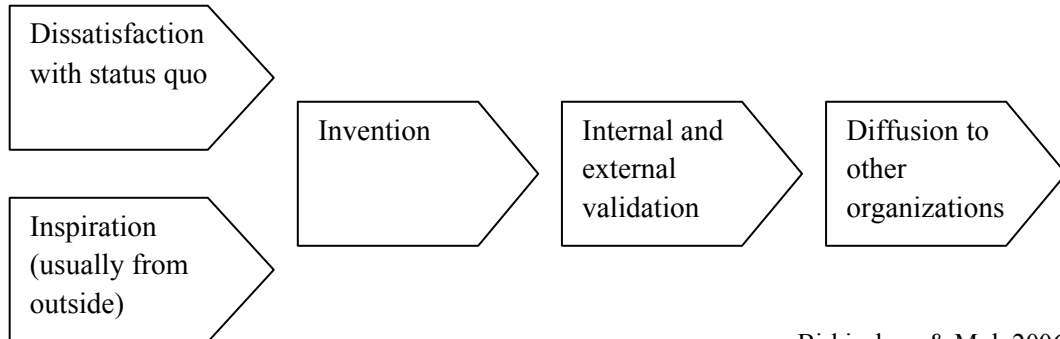 Dissatisfaction
with status quo
Inspiration
(usually from
outside)
Invention
Internal and
external
validation
Diffusion to
other
organizations